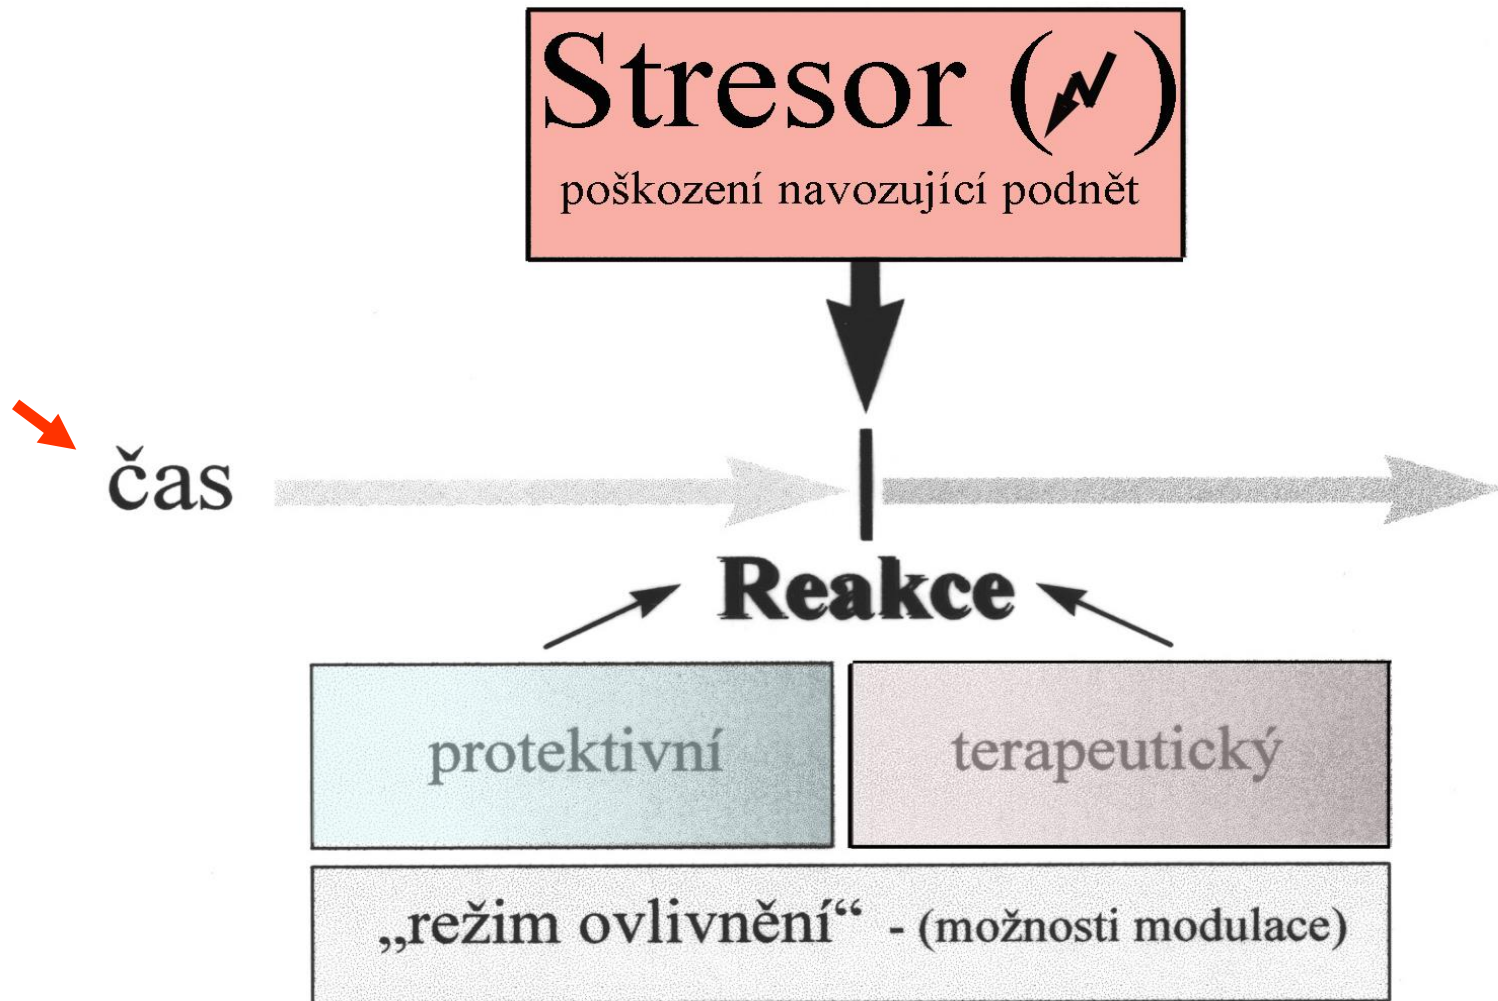 Stresor ( )
poškození navozující podnět
čas
Reakce
protektivní
terapeutický
„režim ovlivnění“ - (možnosti modulace)